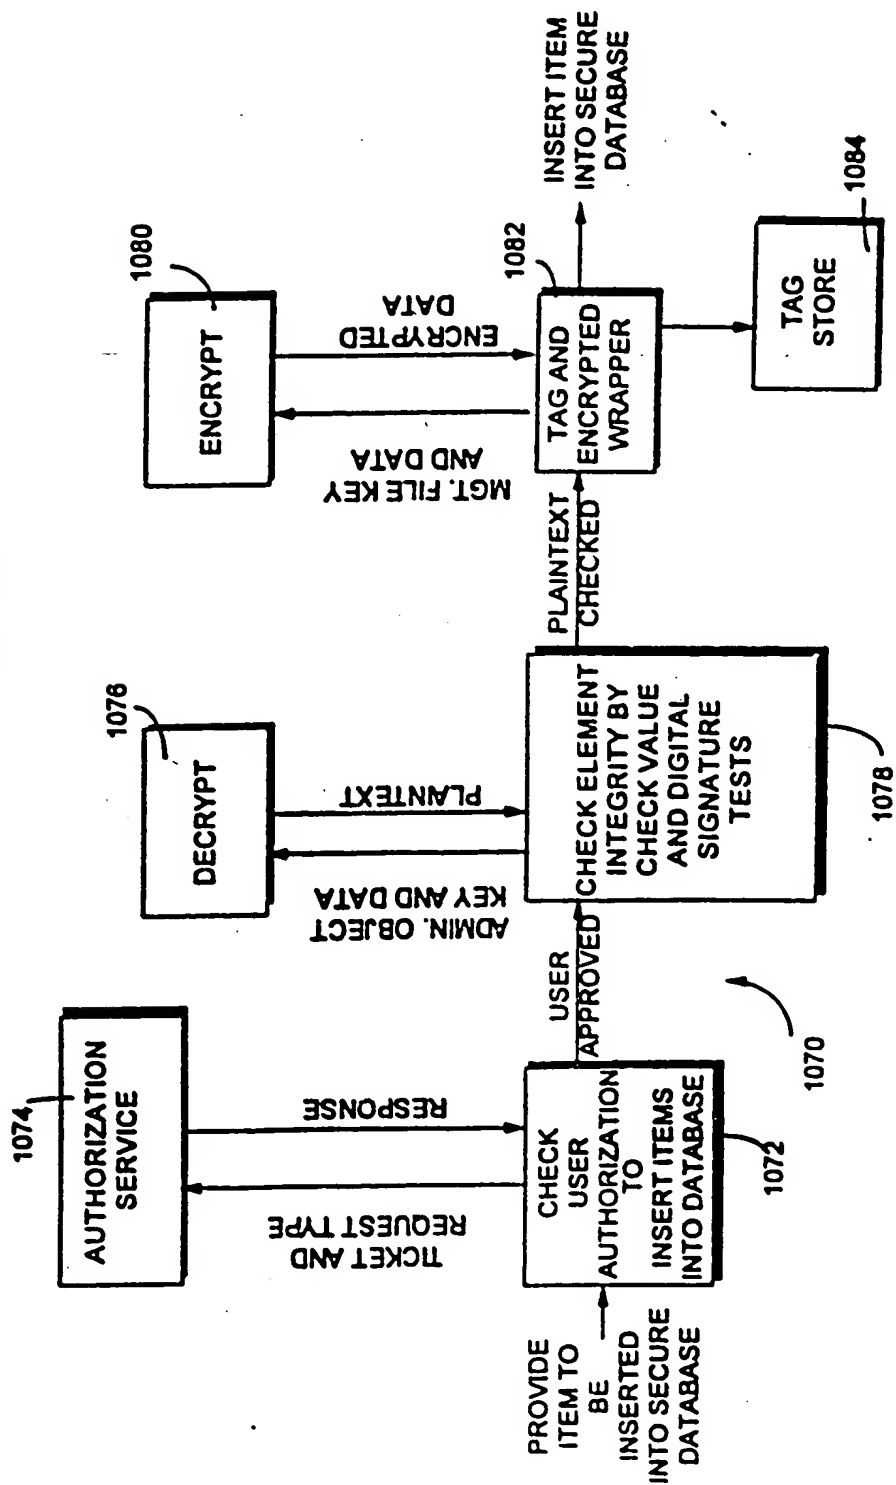 PROVIDE
ITEM TO
BE
INSERTED
INTO SECURE
DATABASE
1074
AUTHORIZATION
SERVICE
TICKET AND
REQUEST TYPE
RESPONSE
CHECK
USER
AUTHORIZATION
TO
INSERT ITEMS
INTO DATABASE
1072
USER
APPROVED
1070
1076
DECRYPT
ADMIN. OBJECT
KEY AND DATA
PLAINTEXT
CHECK ELEMENT
INTEGRITY BY
CHECK VALUE
AND DIGITAL
SIGNATURE
TESTS
1078
PLAINTEXT
CHECKED
1080
ENCRYPT
MGT. FILE KEY
AND DATA
ENCRYPTED
DATA
1082
TAG AND
ENCRYPTED
WRAPPER
INSERT ITEM
INTO SECURE
DATABASE
TAG
STORE
1084